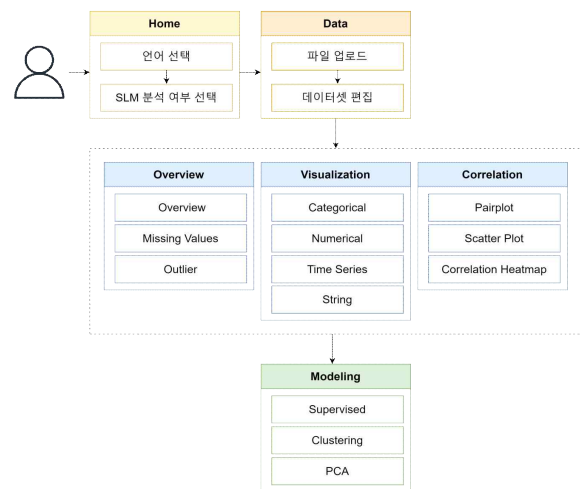 Home
언어 선택
SLM 분석 여부 선택
Data
파일 업로드
데이터셋 편집
Overview
Overview
Missing Values
Outlier
Visualization
Categorical
Numerical
Time Series
String
Correlation
Pairplot
Scatter Plot
Correlation Heatmap
Modeling
Supervised
Clustering
PCA